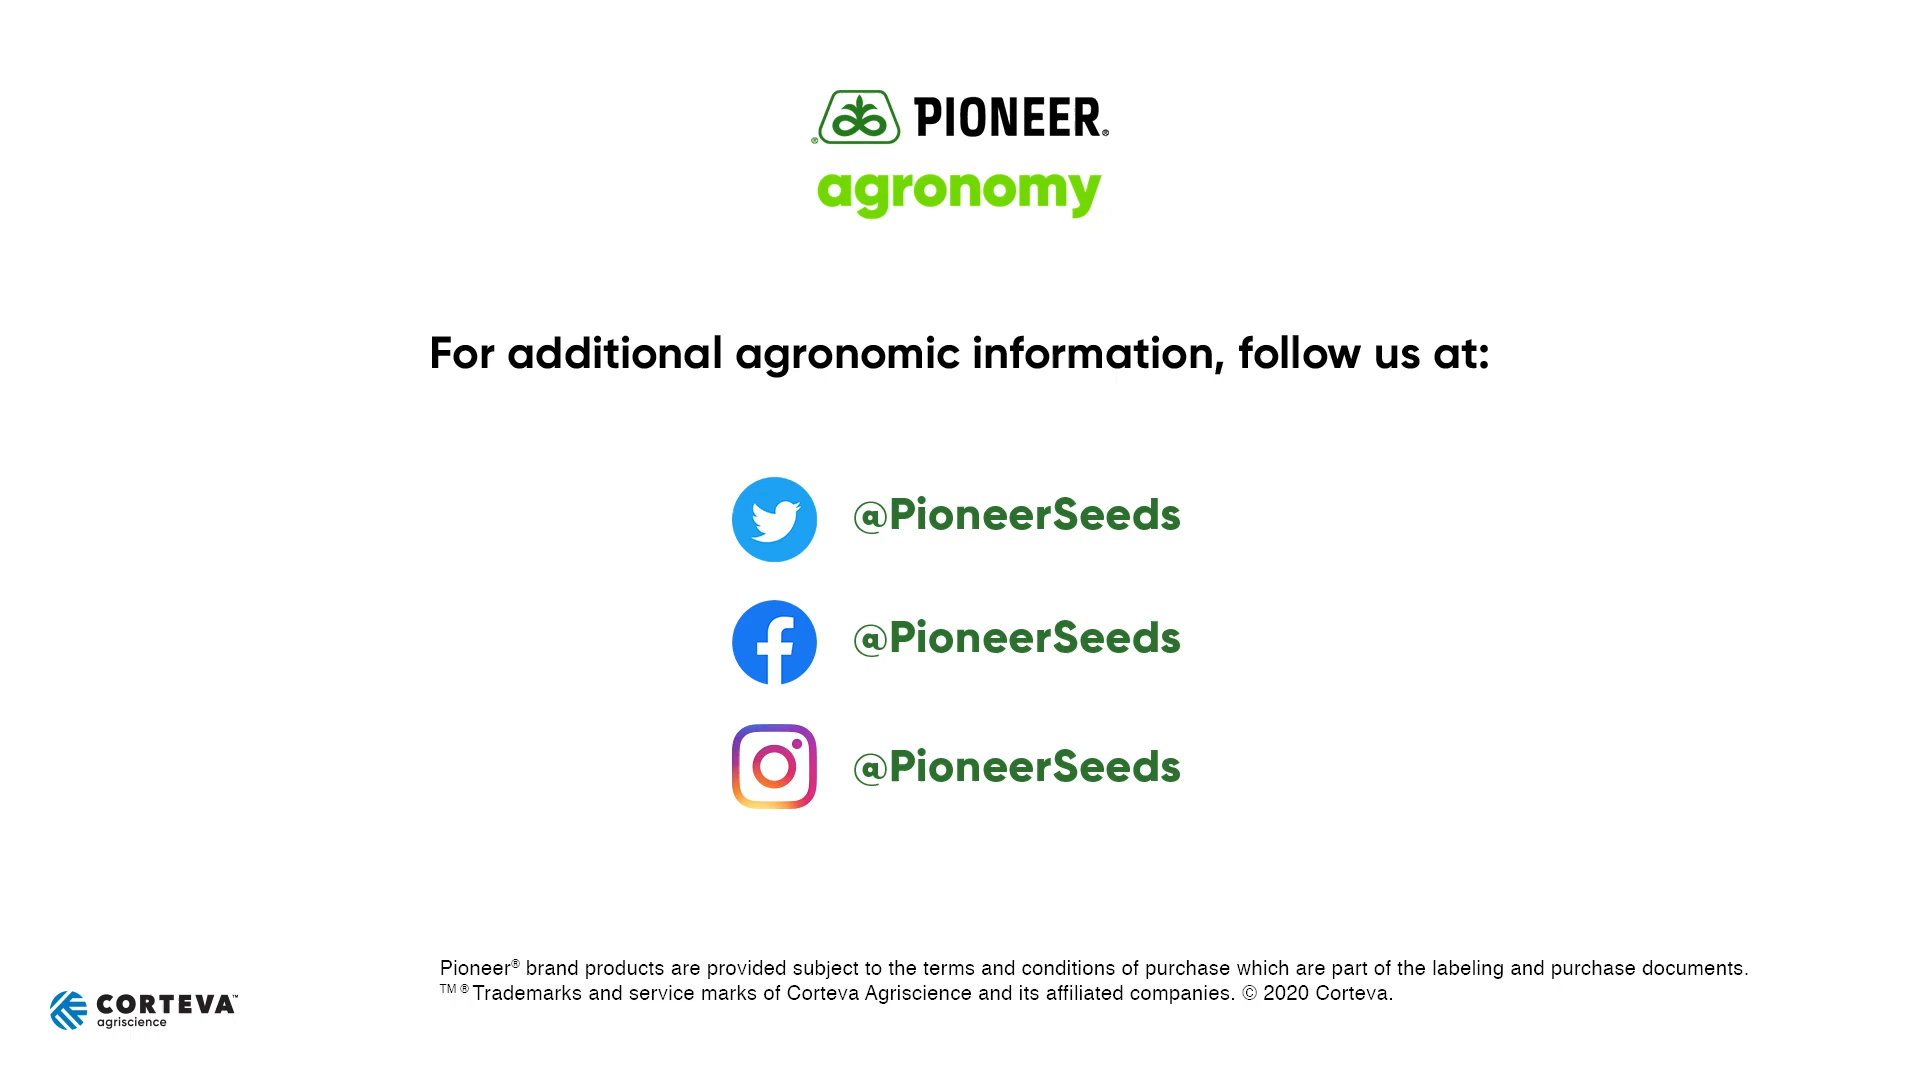 PIONEER®
agronomy
For additional agronomic information, follow us at:
@PioneerSeeds
@PioneerSeeds
@PioneerSeeds
Pioneer® brand products are provided subject to the terms and conditions of purchase which are part of the labeling and purchase documents.
TM ® Trademarks and service marks of Corteva Agriscience and its affiliated companies. © 2020 Corteva.
CORTEVA™
agriscience